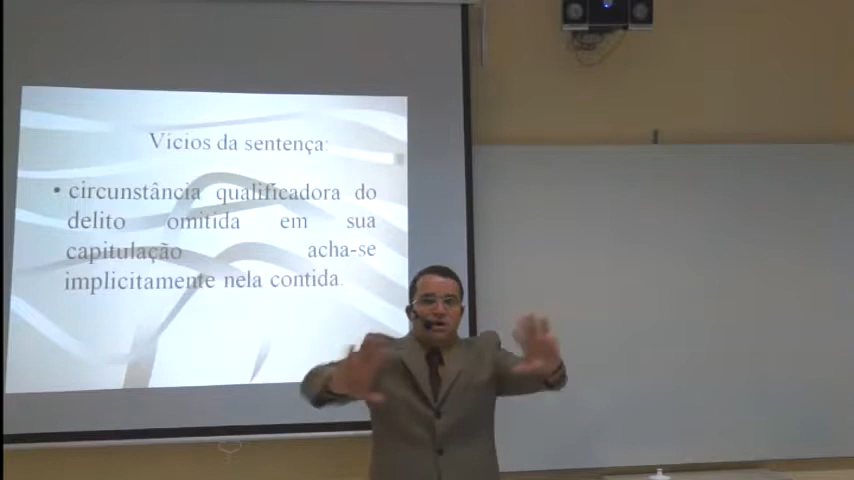 Vícios da sentença:
• circunstância qualificadora do
delito omitida em sua
capitulação acha-se
implicitamente nela contida.